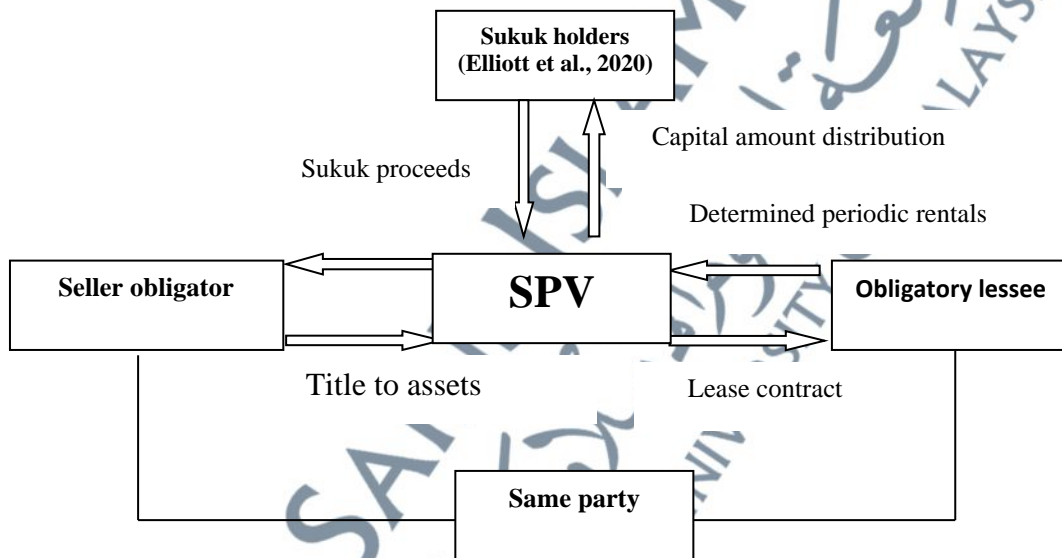 Sukuk holders
(Elliott et al., 2020)
Capital amount distribution
Sukuk proceeds
Determined periodic rentals
Seller obligator
SPV
Obligatory lessee
Title to assets
Lease contract
Same party